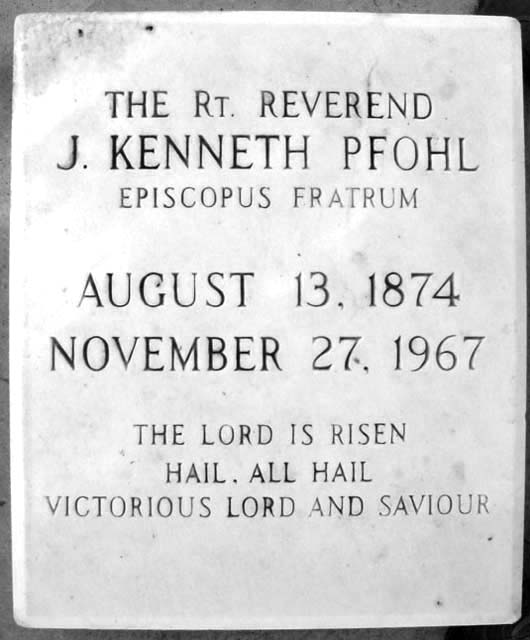 THE RT. REVEREND
J. KENNETH PFOHL
EPISCOPUS FRATRUM
AUGUST 13, 1874
NOVEMBER 27, 1967
THE LORD IS RISEN
HAIL, ALL HAIL
VICTORIOUS LORD AND SAVIOUR